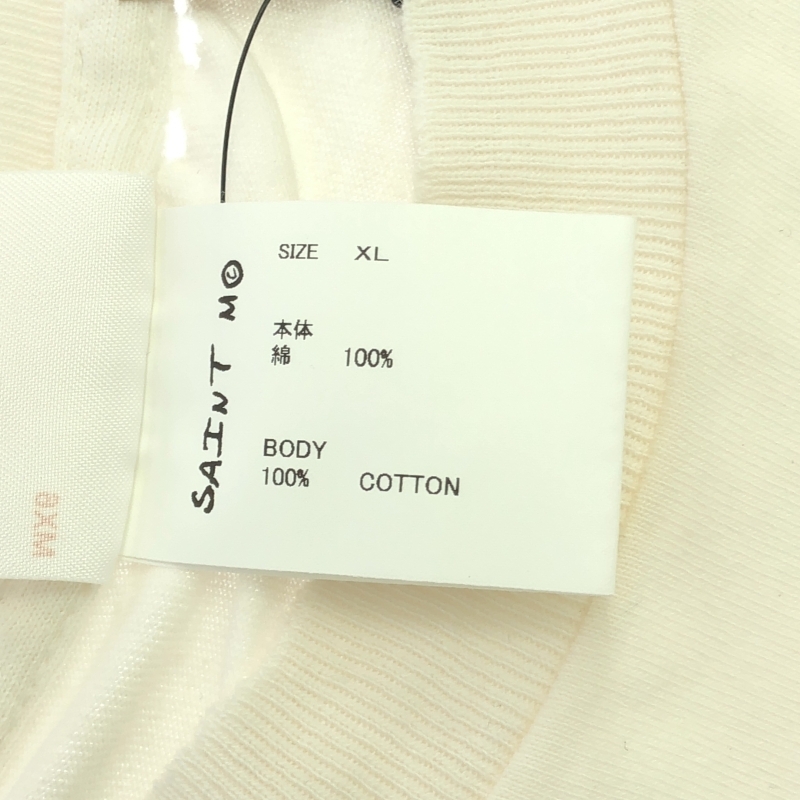 SAINT M©
SIZE XL
本体
綿 100%
BODY
100% COTTON